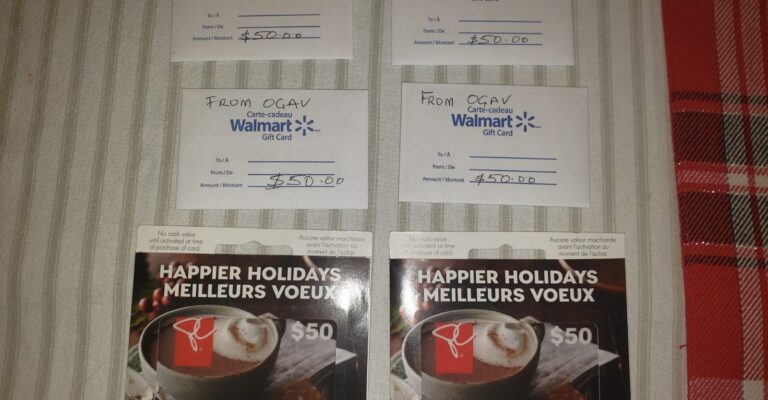 To / À
From / De
Amount / Montant $50.00
To / À
From / De
Amount / Montant $50.00
FROM OGAV
Carte-cadeau
Walmart
Gift Card
To / À
From / De
Amount / Montant $50.00
FROM OGAV
Carte-cadeau
Walmart
Gift Card
To / À
From / De
Amount / Montant $50.00
No cash value
until activated at time
of purchase of card.
Aucune valeur marchande
avant l'activation au
moment de l'achat.
HAPPIER HOLIDAYS
MEILLEURS VOEUX
PC
$50
No cash value
until activated at time
of purchase of card.
Aucune valeur marchande
avant l'activation au
moment de l'achat.
HAPPIER HOLIDAYS
MEILLEURS VOEUX
PC
$50